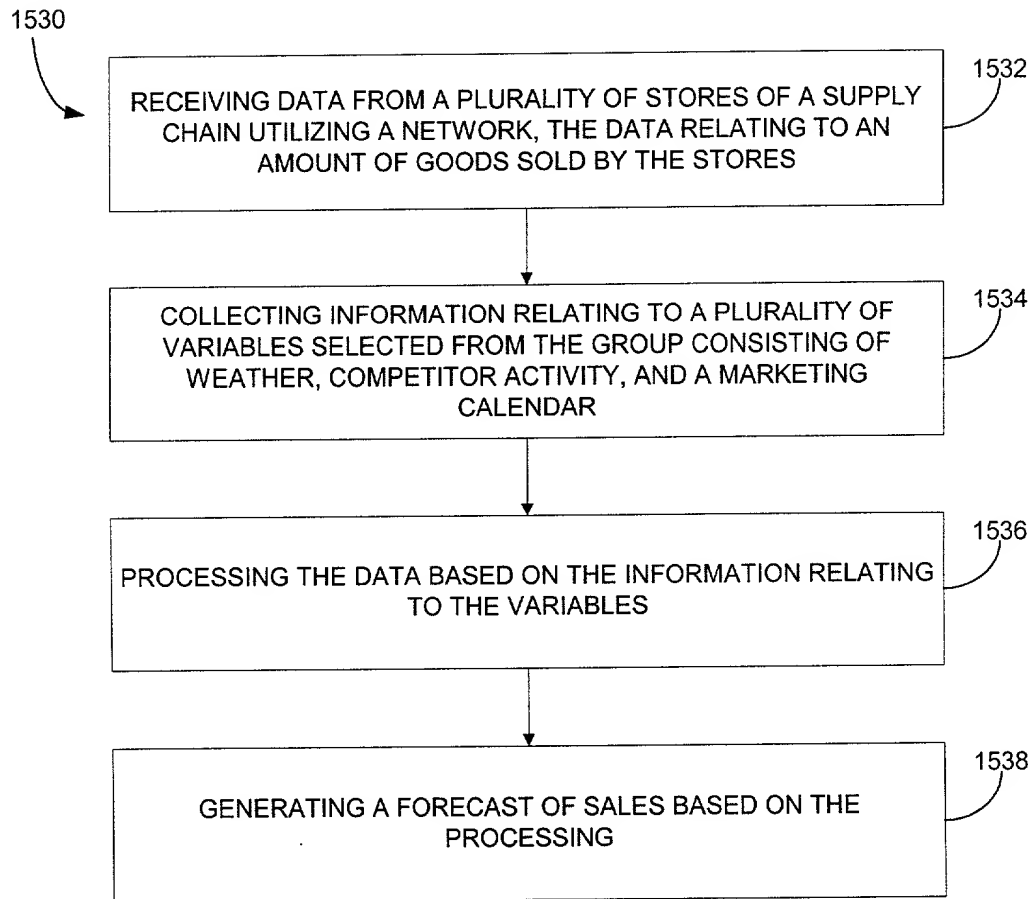 1530
1532
RECEIVING DATA FROM A PLURALITY OF STORES OF A SUPPLY
CHAIN UTILIZING A NETWORK, THE DATA RELATING TO AN
AMOUNT OF GOODS SOLD BY THE STORES
1534
COLLECTING INFORMATION RELATING TO A PLURALITY OF
VARIABLES SELECTED FROM THE GROUP CONSISTING OF
WEATHER, COMPETITOR ACTIVITY, AND A MARKETING
CALENDAR
1536
PROCESSING THE DATA BASED ON THE INFORMATION RELATING
TO THE VARIABLES
1538
GENERATING A FORECAST OF SALES BASED ON THE
PROCESSING